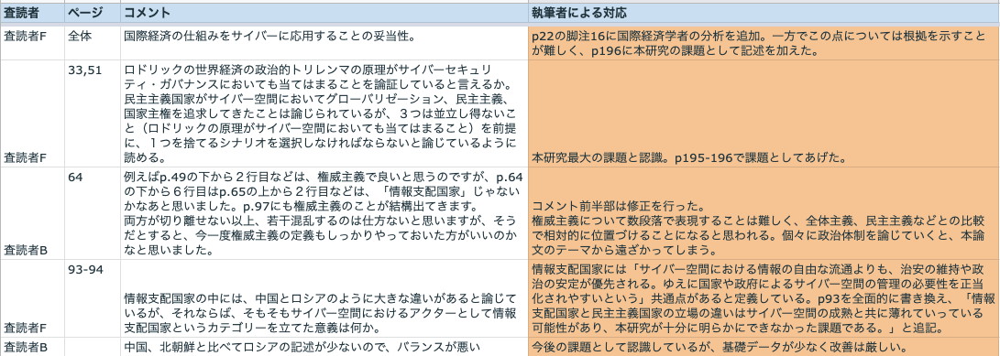 査読者 ページ コメント 執筆者による対応
査読者F 全体 国際経済の仕組みをサイバーに応用することの妥当性。 p22の脚注16に国際経済学者の分析を追加。一方でこの点については根拠を示すこと
が難しく、p196に本研究の課題として記述を加えた。
33,51 ロドリックの世界経済の政治的トリレンマの原理がサイバーセキュリ
ティ・ガバナンスにおいても当てはまることを論証していると言えるか。
民主主義国家がサイバー空間においてグローバリゼーション、民主主義、
国家主権を追求してきたことは論じられているが、３つは並立し得ないこ
と（ロドリックの原理がサイバー空間においても当てはまること）を前提
に、１つを捨てるシナリオを選択しなければならないと論じているように
査読者F 読める。 本研究最大の課題と認識。p195-196で課題としてあげた。
64 例えばp.49の下から２行目などは、権威主義で良いと思うのですが、p.64
の下から６行目はp.65の上から２行目などは、「情報支配国家」じゃない
かなあと思いました。p.97にも権威主義のことが結構出てきます。
両方が切り離せない以上、若干混乱するのは仕方ないと思いますが、そう
だとすると、今一度権威主義の定義もしっかりやっておいた方がいいのか
査読者B なと思いました。
コメント前半部は修正を行った。
権威主義について数段落で表現することは難しく、全体主義、民主主義などとの比較
で相対的に位置づけることになると思われる。個々に政治体制を論じていくと、本論
文のテーマから遠ざかってしまう。
93-94
情報支配国家の中には、中国とロシアのように大きな違いがあると論じて
いるが、それならば、そもそもサイバー空間におけるアクターとして情報
査読者F 支配国家というカテゴリーを立てた意義は何か。
情報支配国家には「サイバー空間における情報の自由な流通よりも、治安の維持や政
治の安定が優先される。ゆえに国家や政府によるサイバー空間の管理の必要性を正当
化されやすいという」共通点があると定義している。p93を全面的に書き換え、「情報
支配国家と民主主義国家の立場の違いはサイバー空間の成熟と共に薄れていっている
可能性があり、本研究が十分に明らかにできなかった課題である。」と追記。
査読者B 中国、北朝鮮と比べてロシアの記述が少ないので、バランスが悪い 今後の課題として認識しているが、基礎データが少なく改善は厳しい。